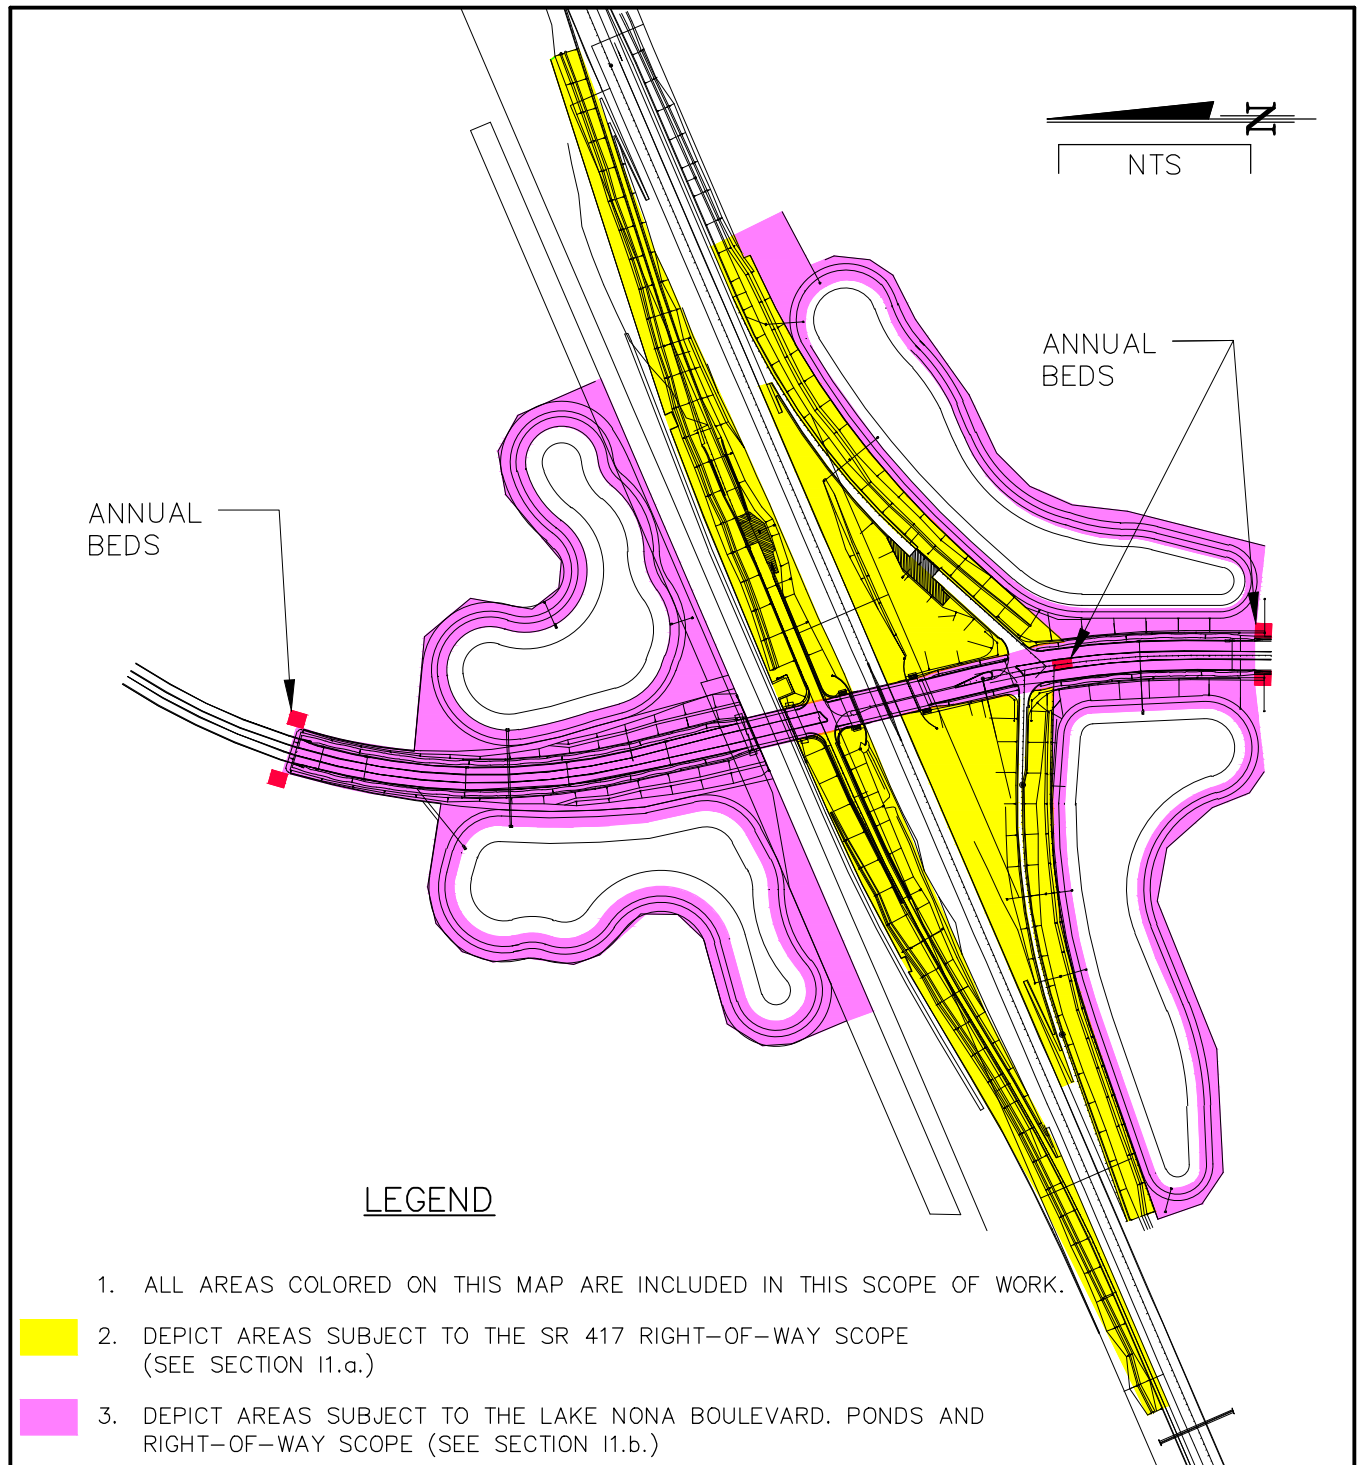 N
NTS
ANNUAL
BEDS
ANNUAL
BEDS
LEGEND
1. ALL AREAS COLORED ON THIS MAP ARE INCLUDED IN THIS SCOPE OF WORK.
2. DEPICT AREAS SUBJECT TO THE SR 417 RIGHT-OF-WAY SCOPE
(SEE SECTION I1.a.)
3. DEPICT AREAS SUBJECT TO THE LAKE NONA BOULEVARD. PONDS AND
RIGHT-OF-WAY SCOPE (SEE SECTION I1.b.)